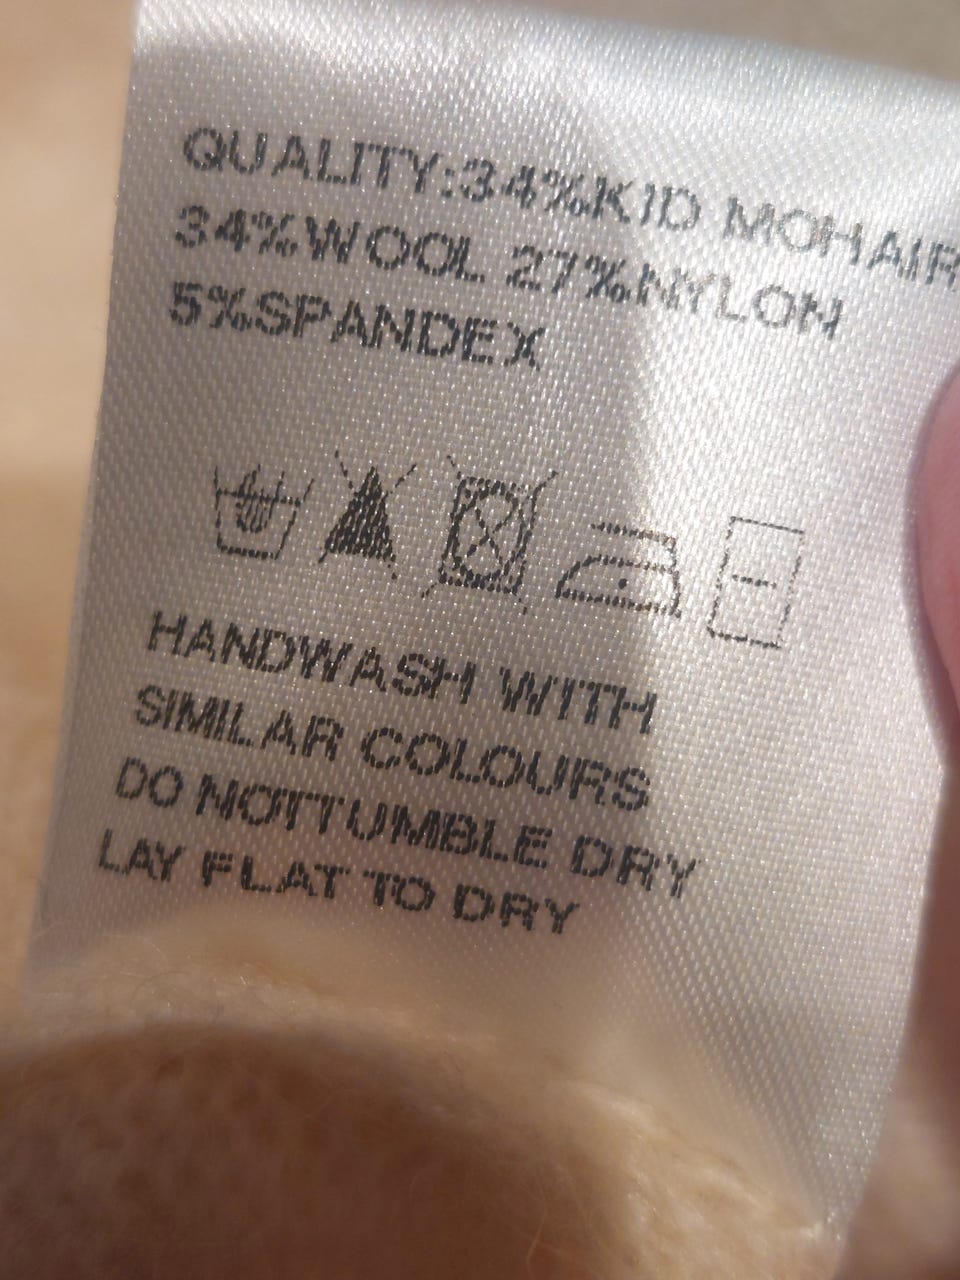 QUALITY:34%KID MOHAIR
34%WOOL 27%NYLON
5%SPANDEX
HANDWASH WITH
SIMILAR COLOURS
DO NOTTUMBLE DRY
LAY FLAT TO DRY